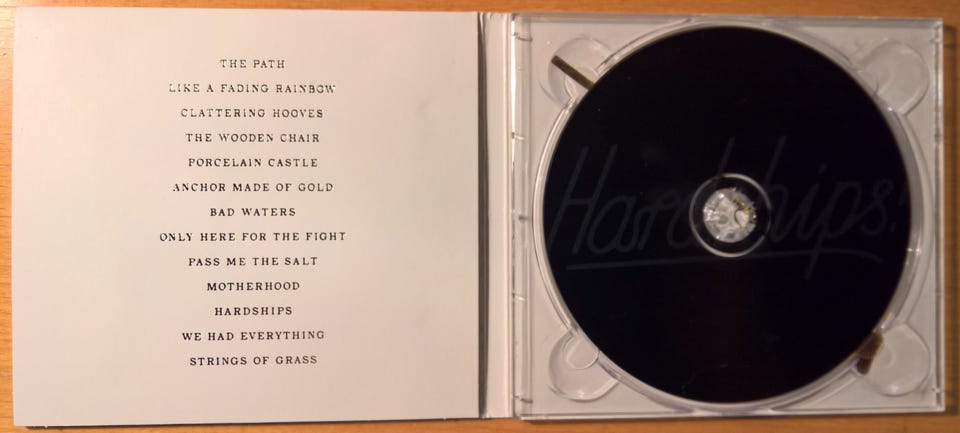 THE PATH
LIKE A FADING RAINBOW
CLATTERING HOOVES
THE WOODEN CHAIR
PORCELAIN CASTLE
ANCHOR MADE OF GOLD
BAD WATERS
ONLY HERE FOR THE FIGHT
PASS ME THE SALT
MOTHERHOOD
HARDSHIPS
WE HAD EVERYTHING
STRINGS OF GRASS
Hardships!